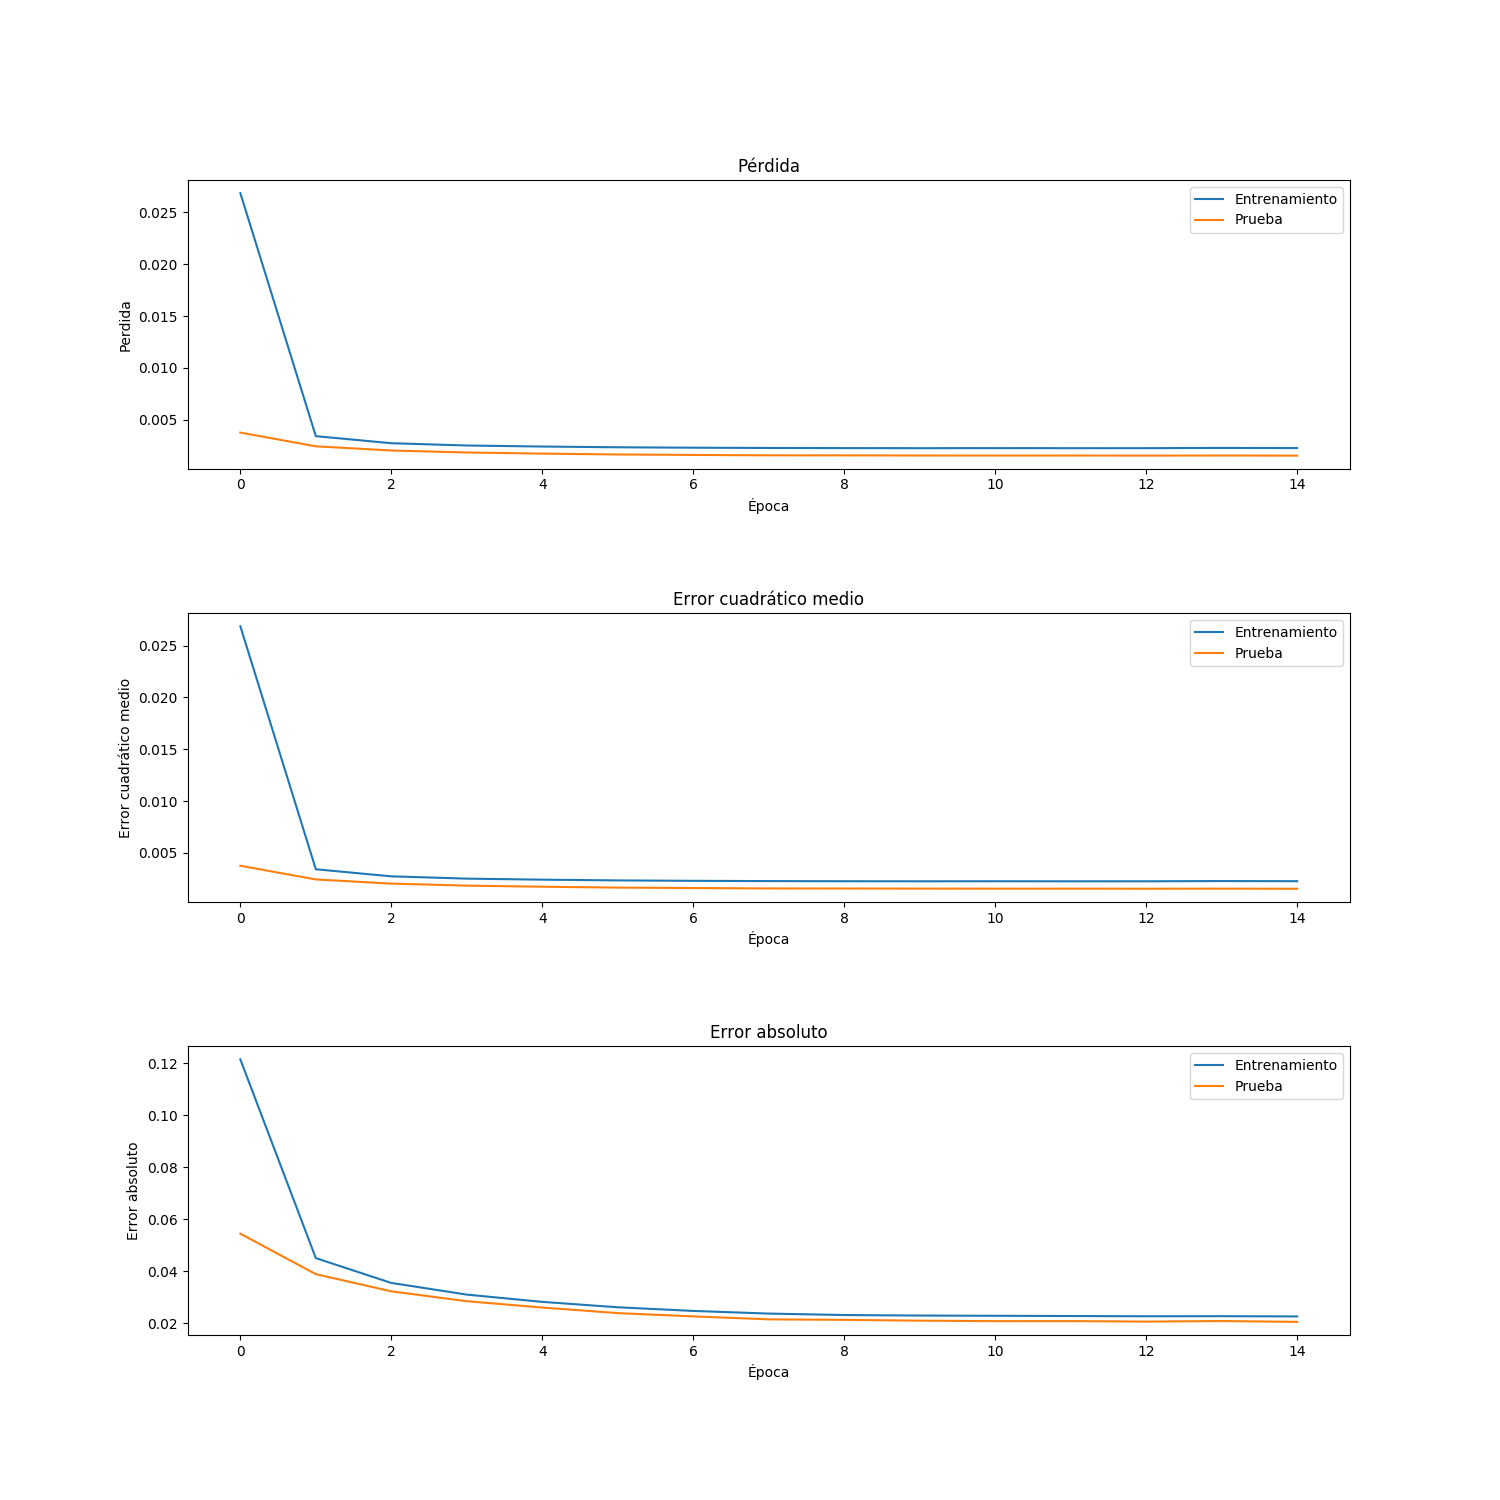 Pérdida
Entrenamiento
Prueba
0.025
0.020
0.015
0.010
0.005
Perdida
0 2 4 6 8 10 12 14
Época
Error cuadrático medio
Entrenamiento
Prueba
0.025
0.020
0.015
0.010
0.005
Error cuadrático medio
0 2 4 6 8 10 12 14
Época
Error absoluto
Entrenamiento
Prueba
0.12
0.10
0.08
0.06
0.04
0.02
Error absoluto
0 2 4 6 8 10 12 14
Época